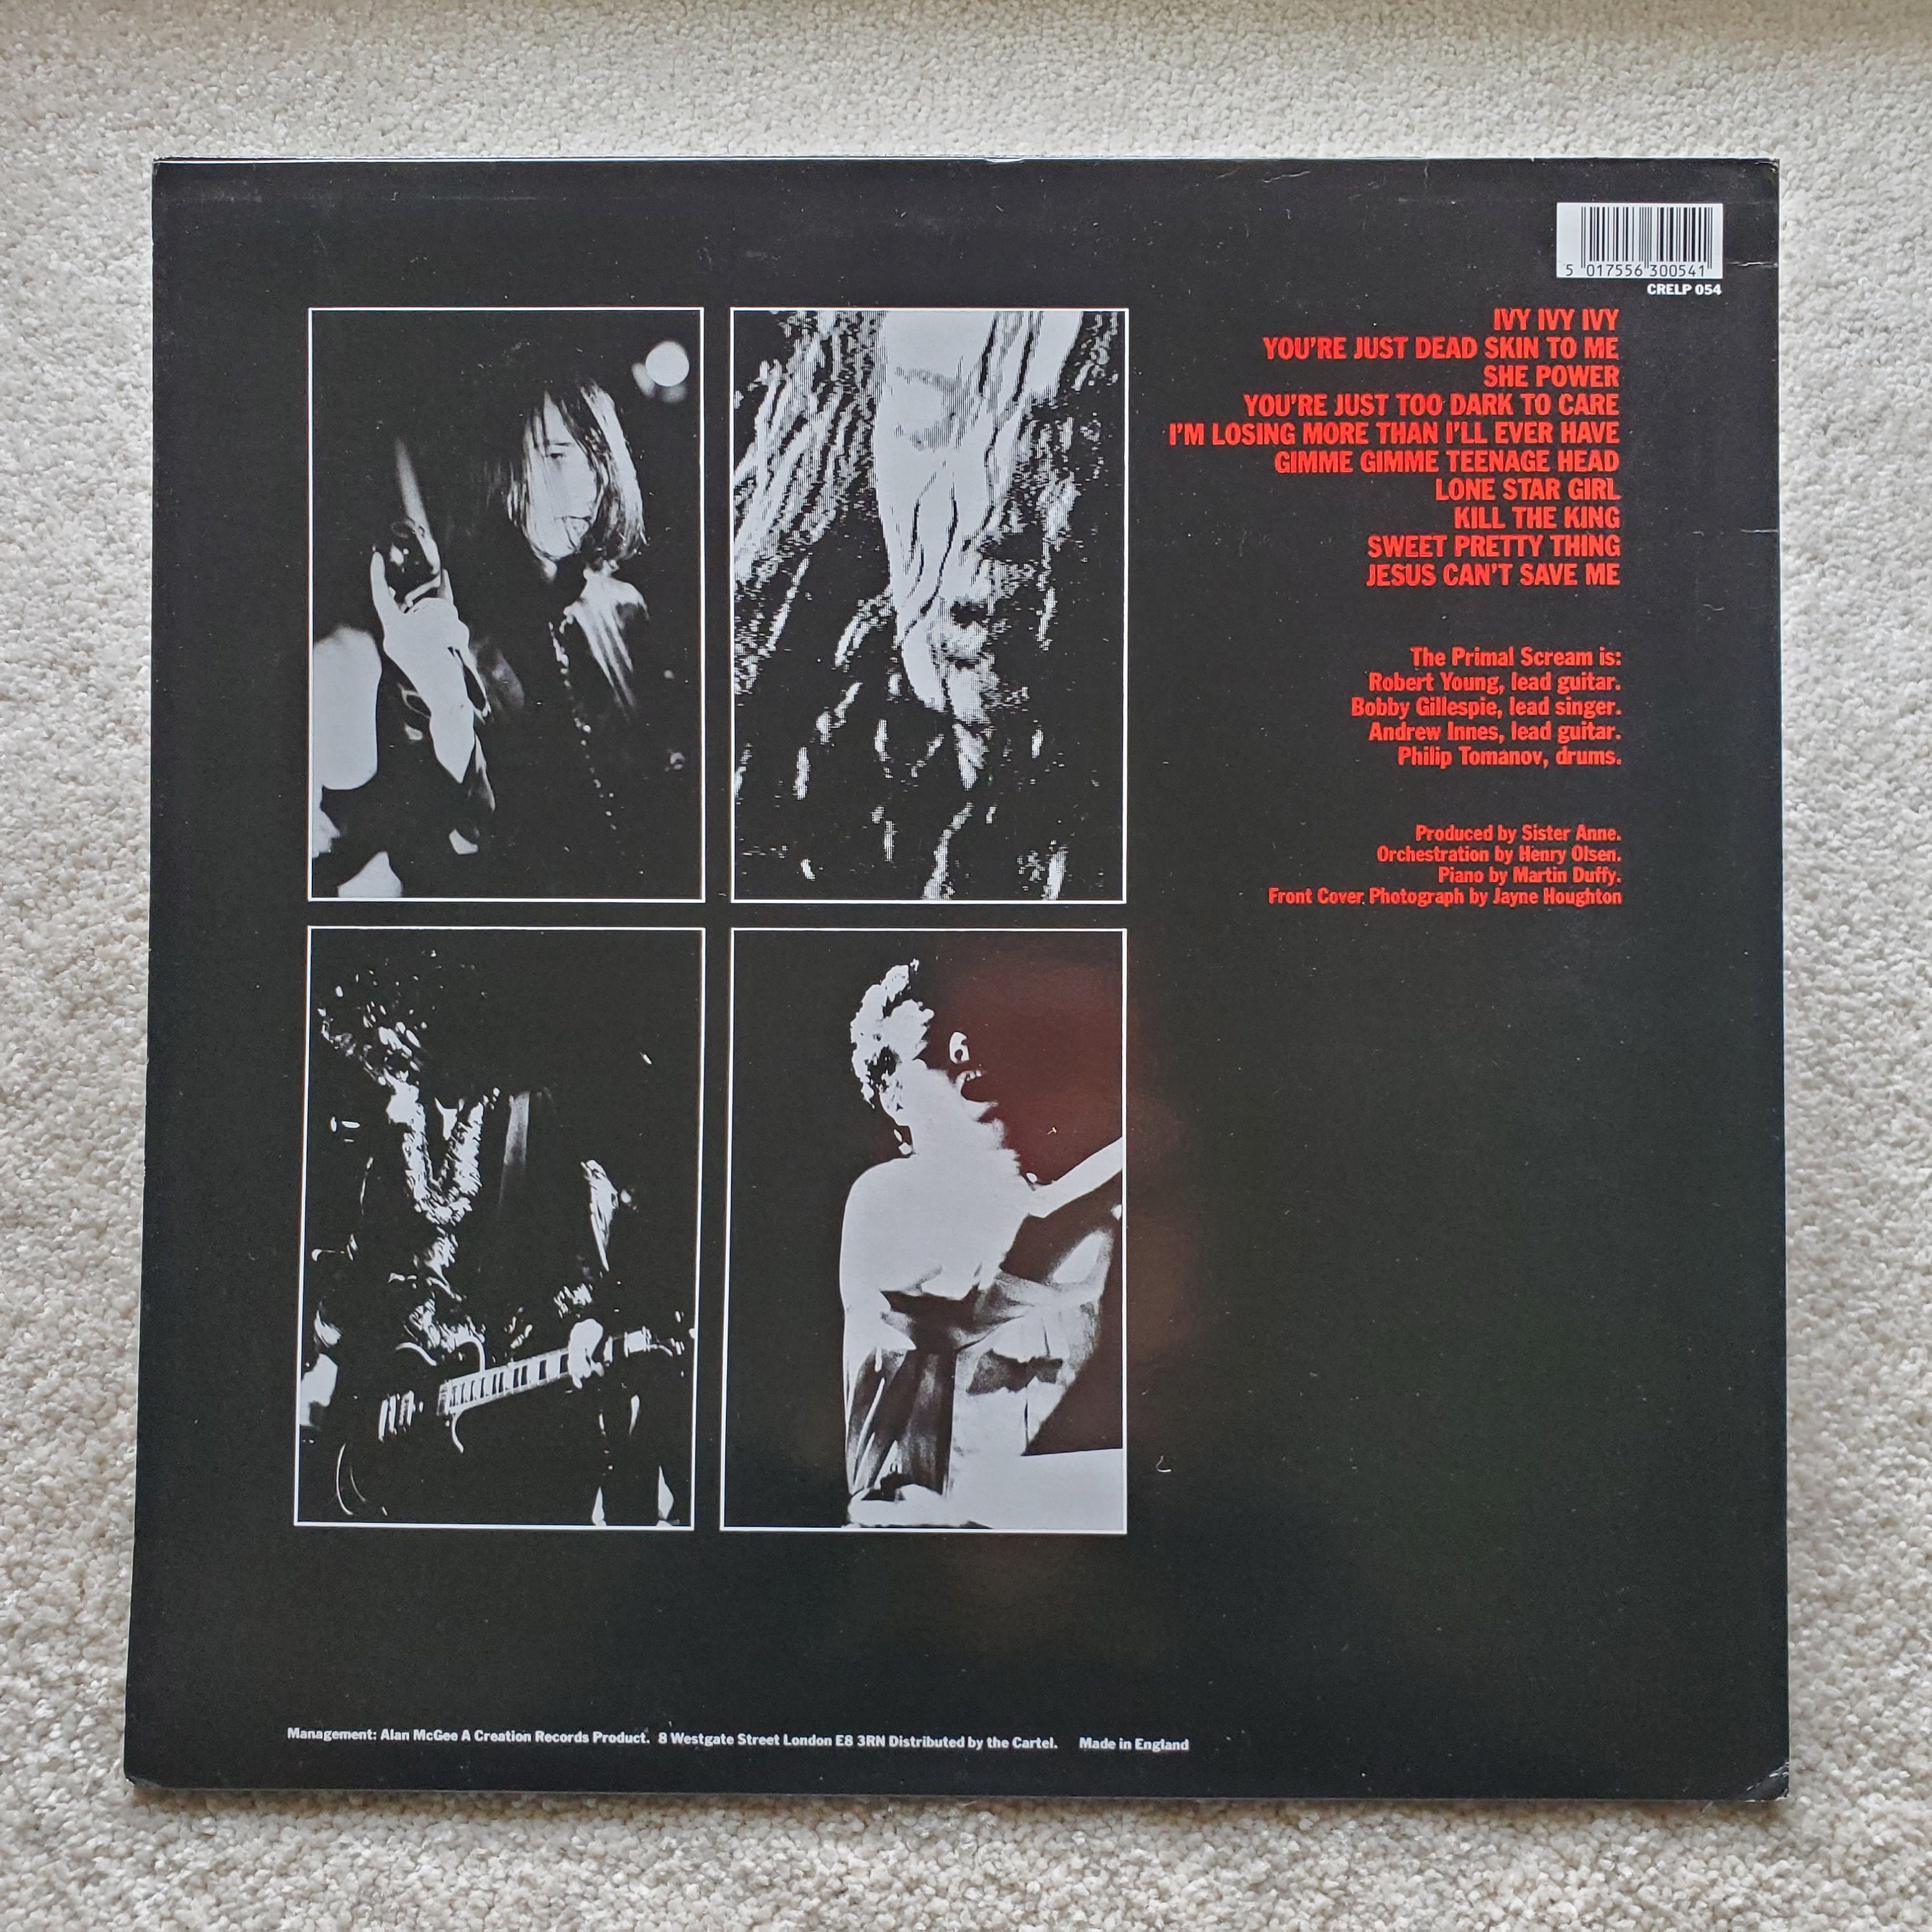 5 017556 300541
CRELP 054
IVY IVY IVY
YOU'RE JUST DEAD SKIN TO ME
SHE POWER
YOU'RE JUST TOO DARK TO CARE
I'M LOSING MORE THAN I'LL EVER HAVE
GIMME GIMME TEENAGE HEAD
LONE STAR GIRL
KILL THE KING
SWEET PRETTY THING
JESUS CAN'T SAVE ME
The Primal Scream is:
Robert Young, lead guitar.
Bobby Gillespie, lead singer.
Andrew Innes, lead guitar.
Philip Tomanov, drums.
Produced by Sister Anne.
Orchestration by Henry Olsen.
Piano by Martin Duffy.
Front Cover Photograph by Jayne Houghton
Management: Alan McGee A Creation Records Product. 8 Westgate Street London E8 3RN Distributed by the Cartel. Made in England